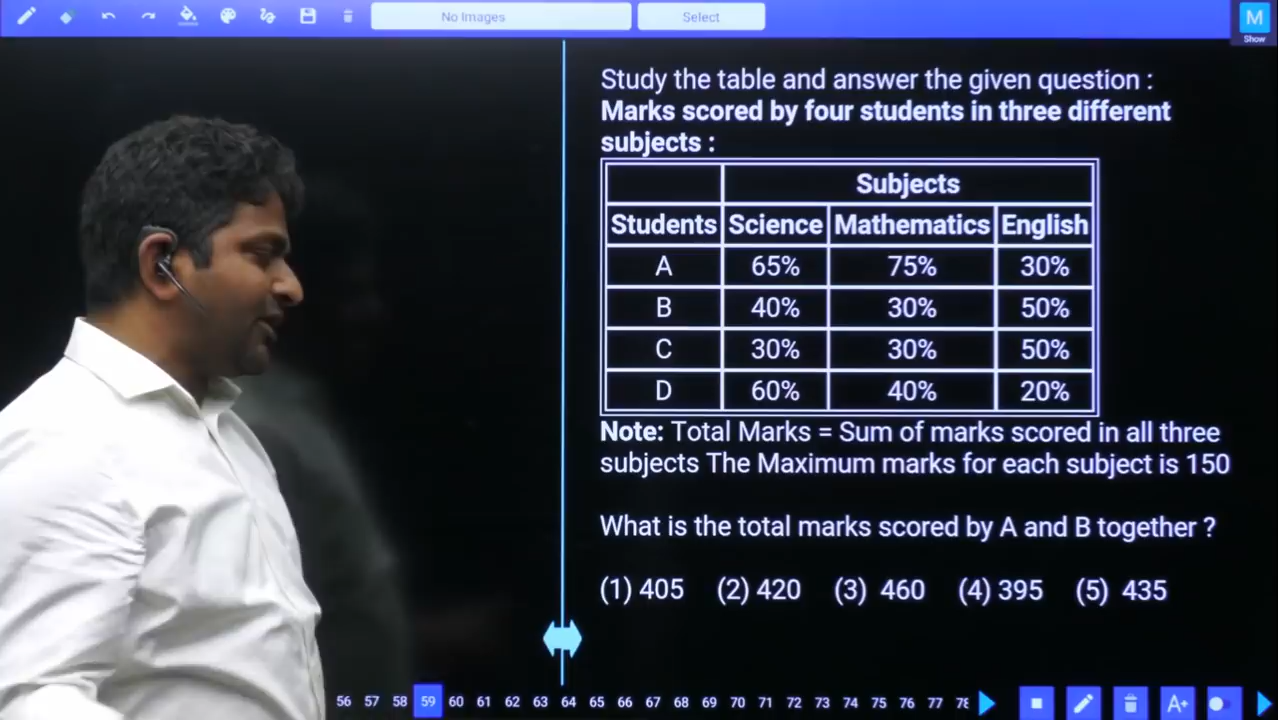 No Images
Select
M
Show
Study the table and answer the given question :
Marks scored by four students in three different
subjects :
Subjects
Students Science Mathematics English
A 65% 75% 30%
B 40% 30% 50%
C 30% 30% 50%
D 60% 40% 20%
Note: Total Marks = Sum of marks scored in all three
subjects The Maximum marks for each subject is 150
What is the total marks scored by A and B together ?
(1) 405 (2) 420 (3) 460 (4) 395 (5) 435
56 57 58 59 60 61 62 63 64 65 66 67 68 69 70 71 72 73 74 75 76 77 78
A+